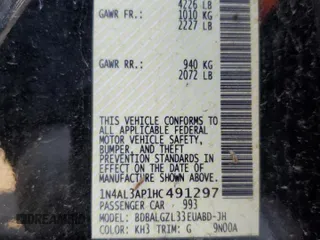 4226 LB
GAWR FR.: 1010 KG
2227 LB
GAWR RR.: 940 KG
2072 LB
THIS VEHICLE CONFORMS TO
ALL APPLICABLE FEDERAL
MOTOR VEHICLE SAFETY,
BUMPER, AND THEFT
PREVENTION STANDARDS
IN EFFECT ON THE DATE OF
MANUFACTURE SHOWN ABOVE.
1N4AL3AP1HC491297
PASSENGER CAR 993
MODEL: BDBALGZL33EUABD-JH
COLOR: KH3 TRIM: G 9N00A